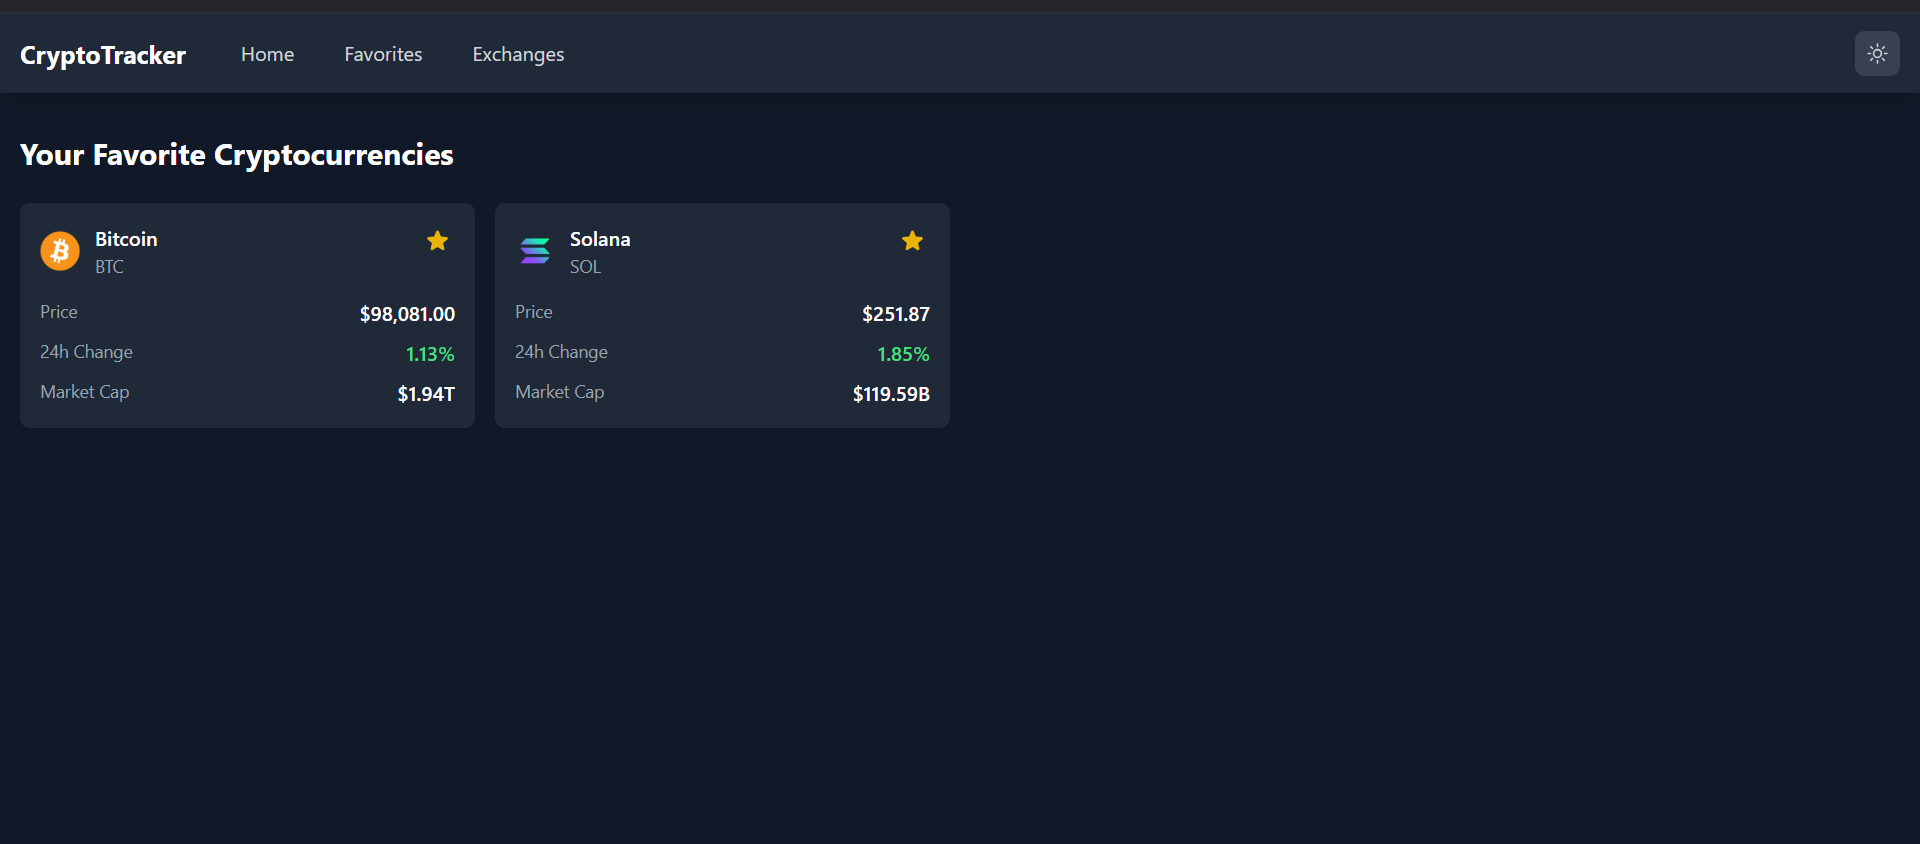 CryptoTracker Home Favorites Exchanges
Your Favorite Cryptocurrencies
Bitcoin
BTC
Price $98,081.00
24h Change 1.13%
Market Cap $1.94T
Solana
SOL
Price $251.87
24h Change 1.85%
Market Cap $119.59B